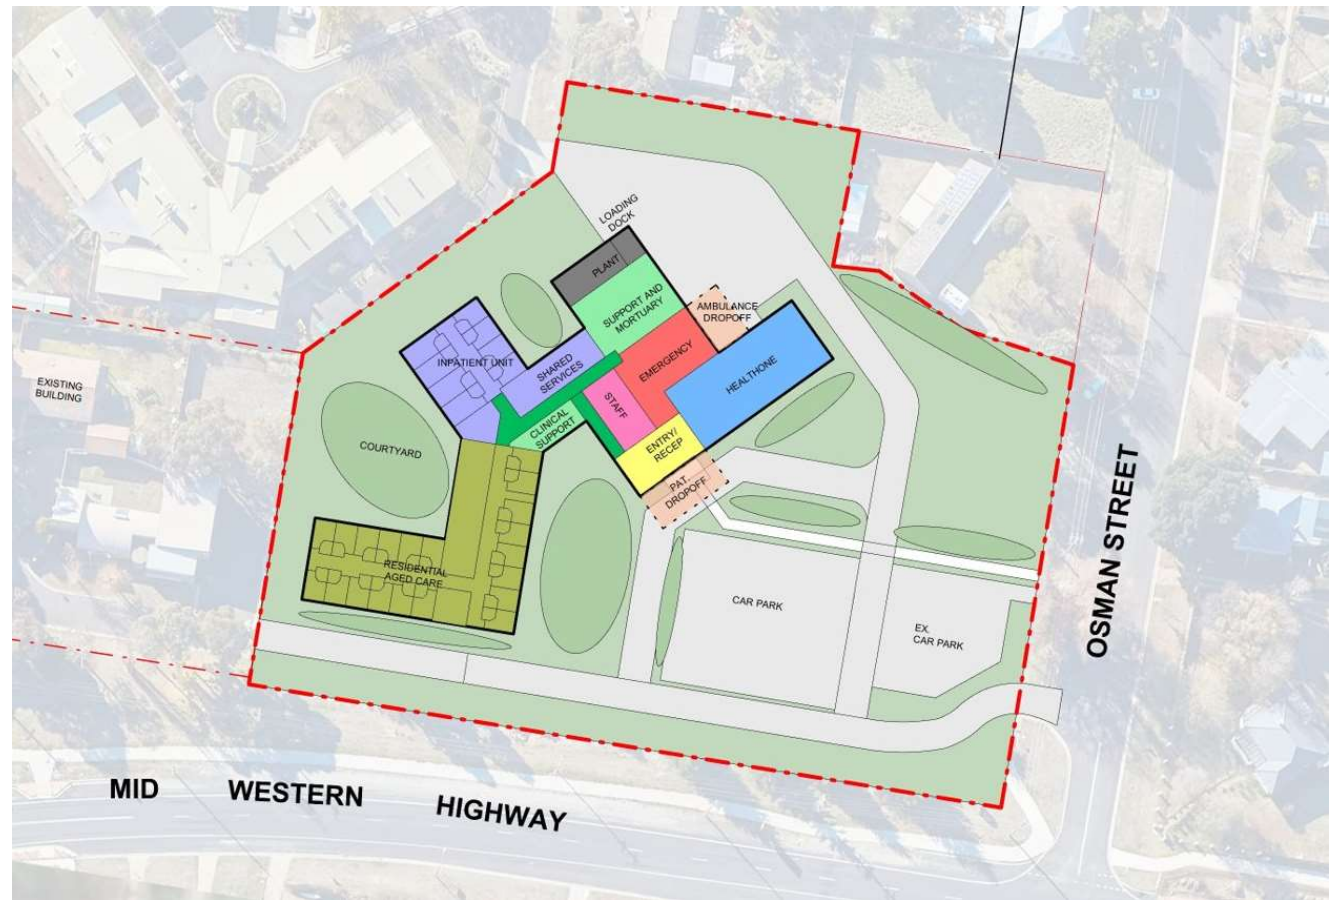 LOADING
DOCK
PLANT
SUPPORT AND
MORTUARY
AMBULANCE
DROPOFF
INPATIENT UNIT
SHARED
SERVICES
EMERGENCY
HEALTHONE
EXISTING
BUILDING
STAFF
CLINICAL
SUPPORT
ENTRY/
RECEP
COURTYARD
PAT.
DROPOFF
RESIDENTIAL
AGED CARE
CAR PARK
EX.
CAR PARK
OSMAN STREET
MID WESTERN HIGHWAY